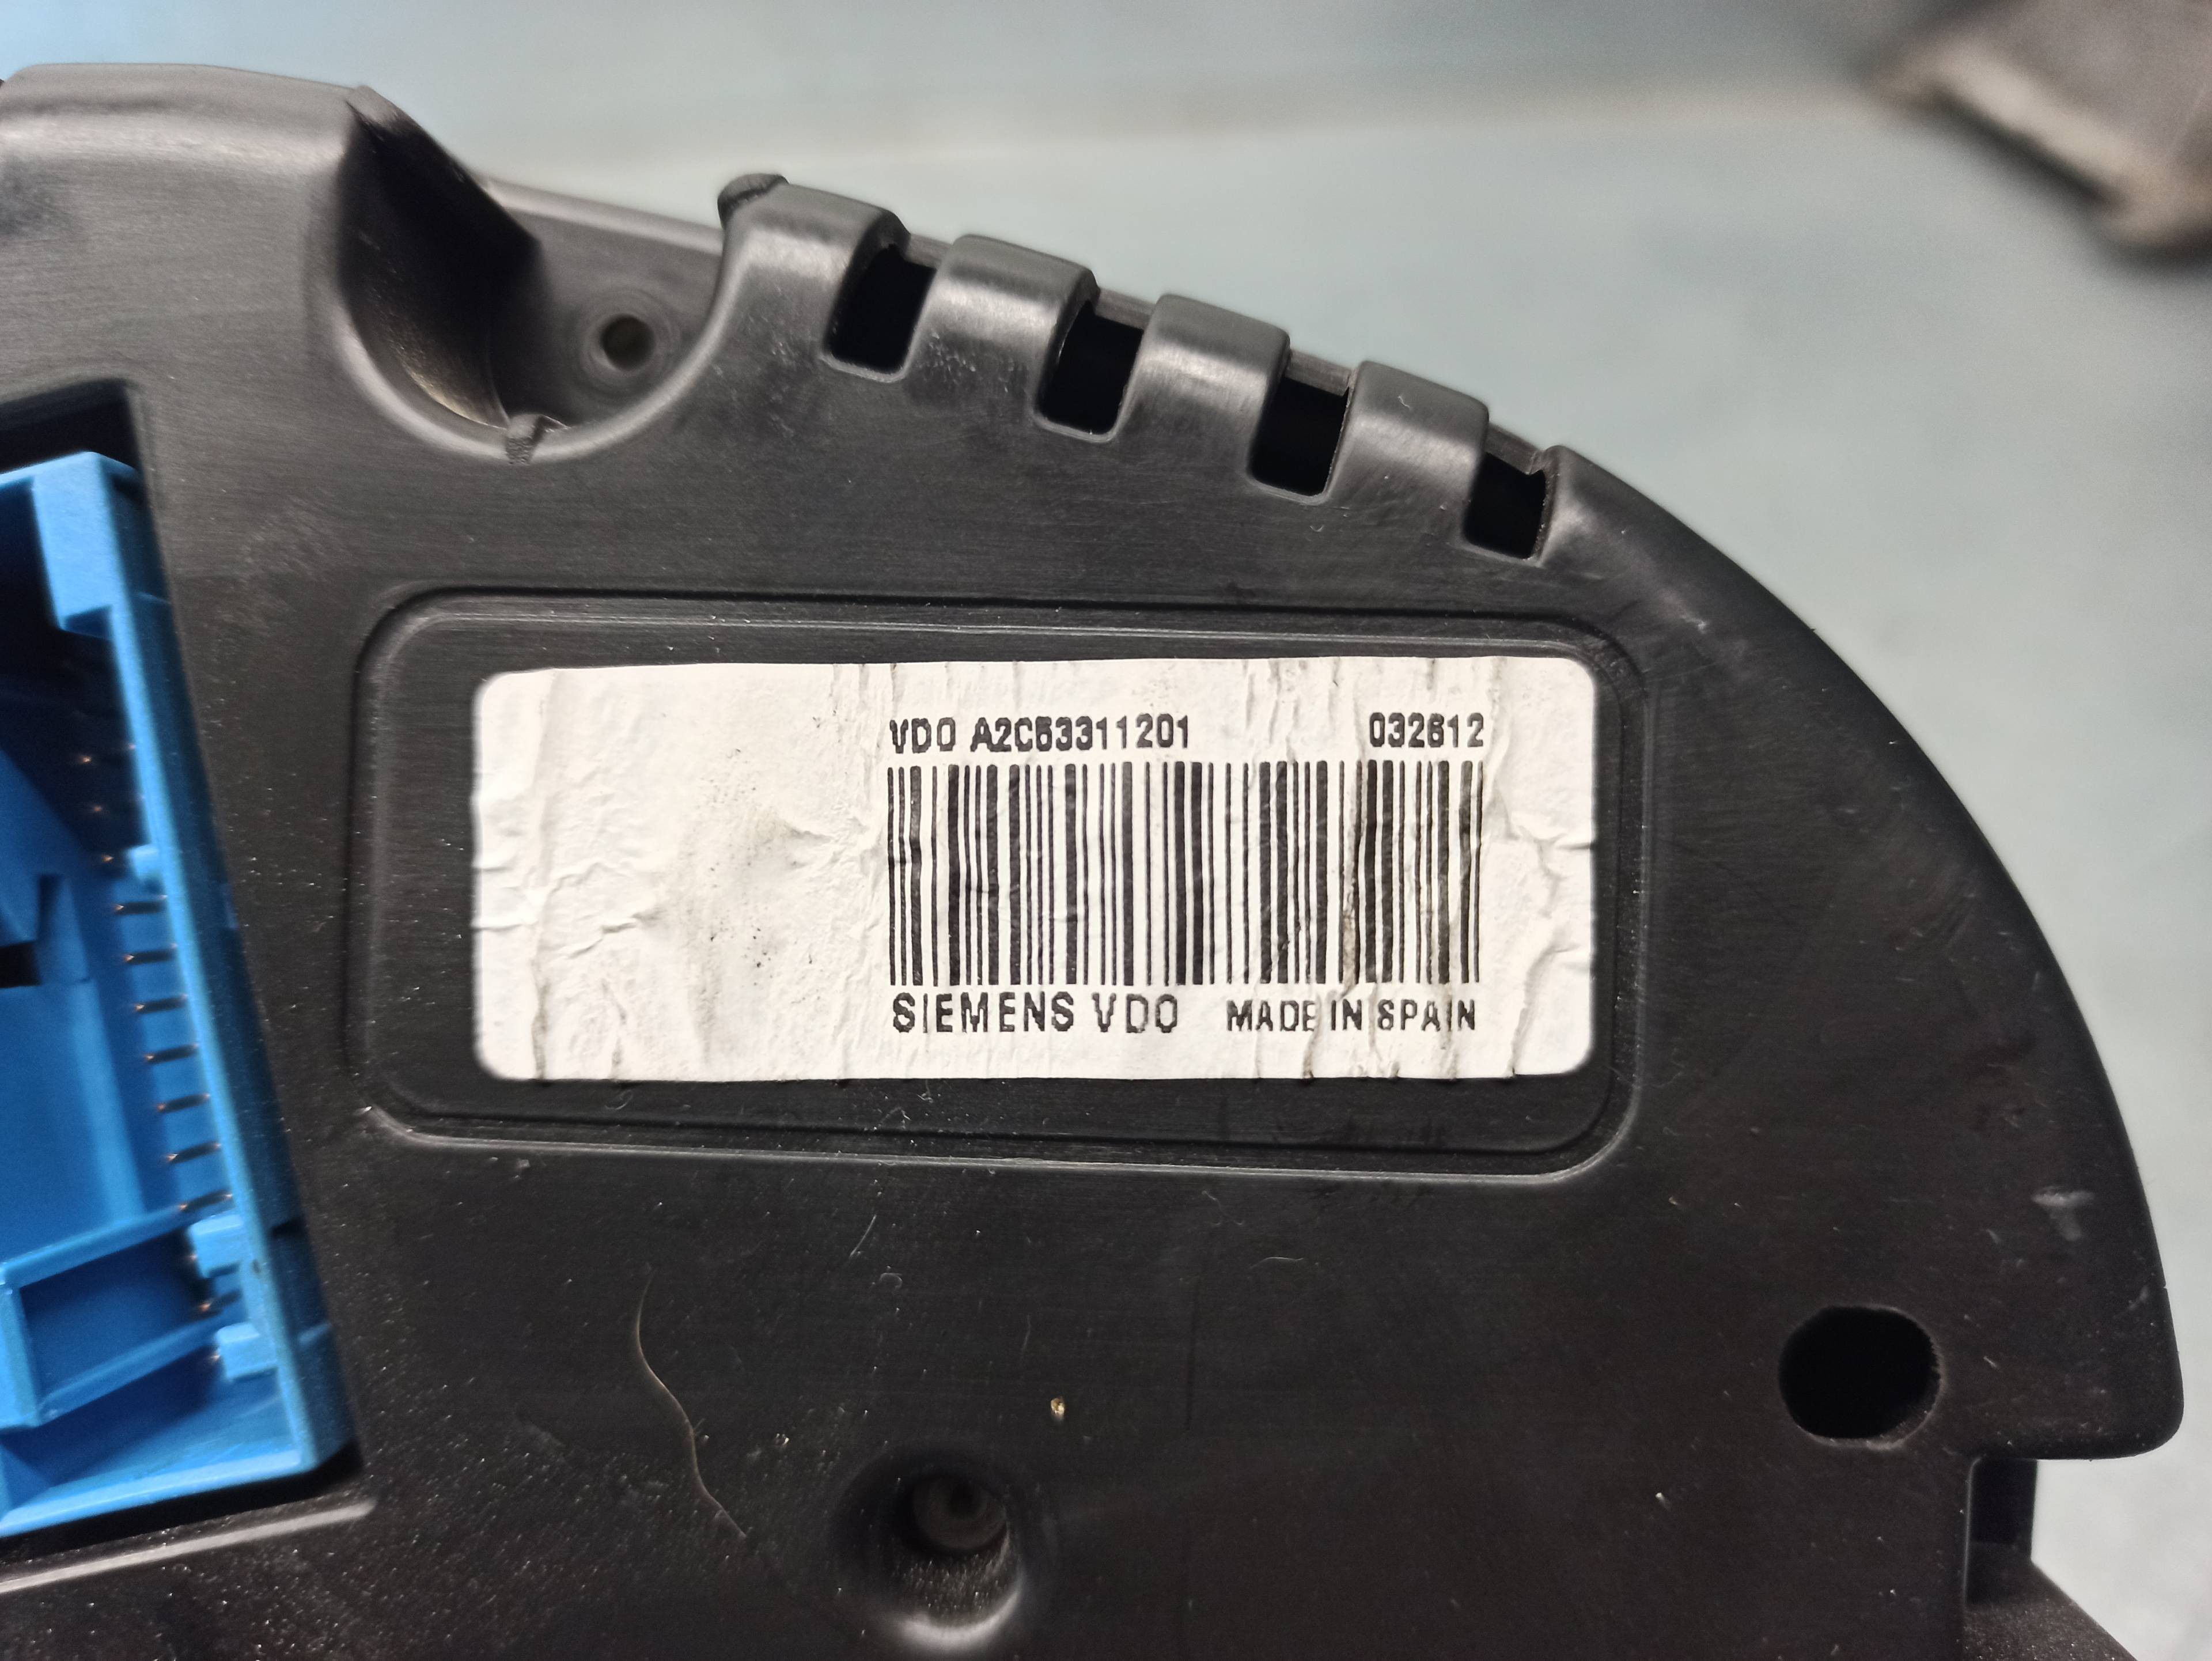 VDO A2C53311201 032612
SIEMENS VDO MADE IN SPAIN